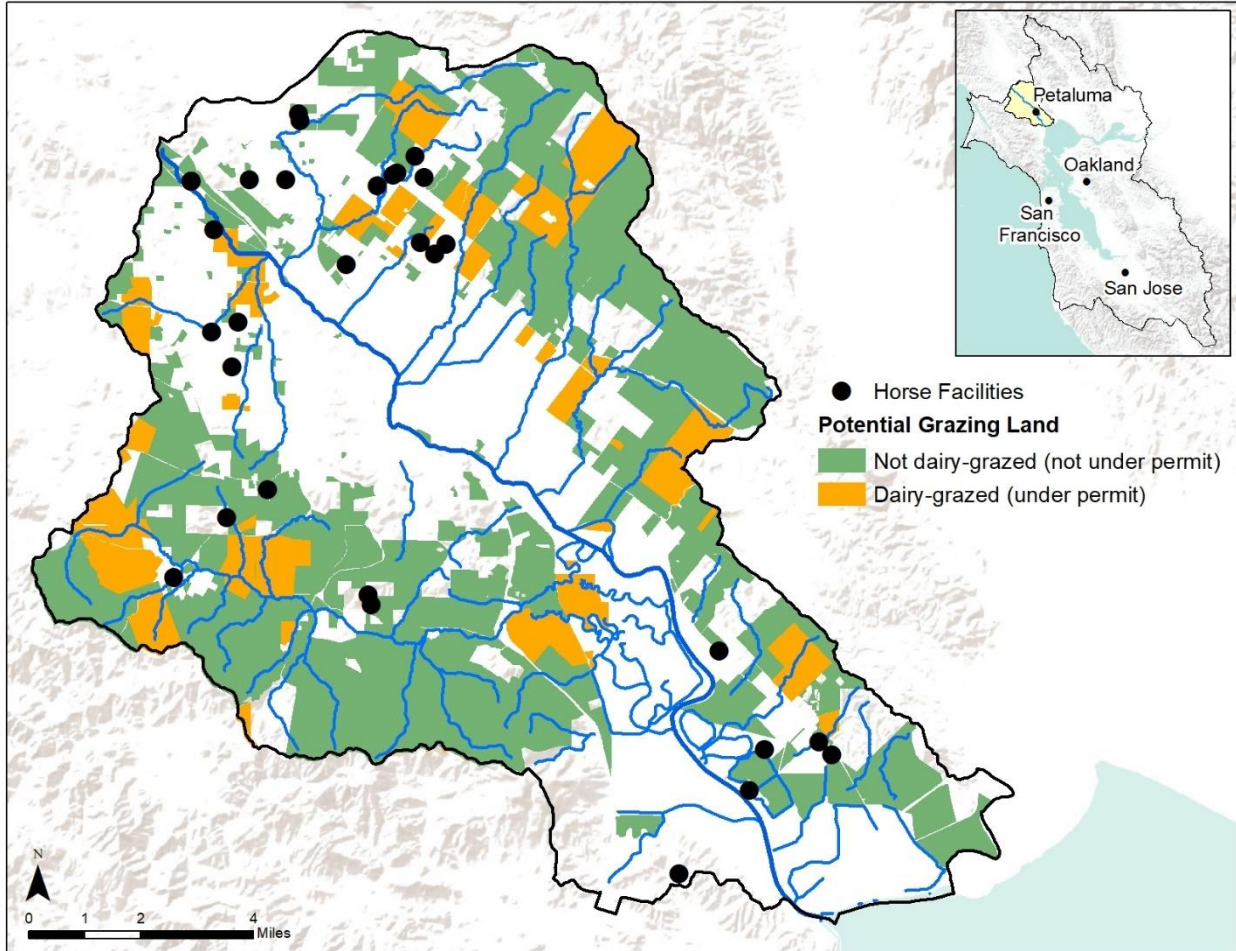 Petaluma
Oakland
San
Francisco
San Jose
Horse Facilities
Potential Grazing Land
Not dairy-grazed (not under permit)
Dairy-grazed (under permit)
N
0 1 2 4
Miles